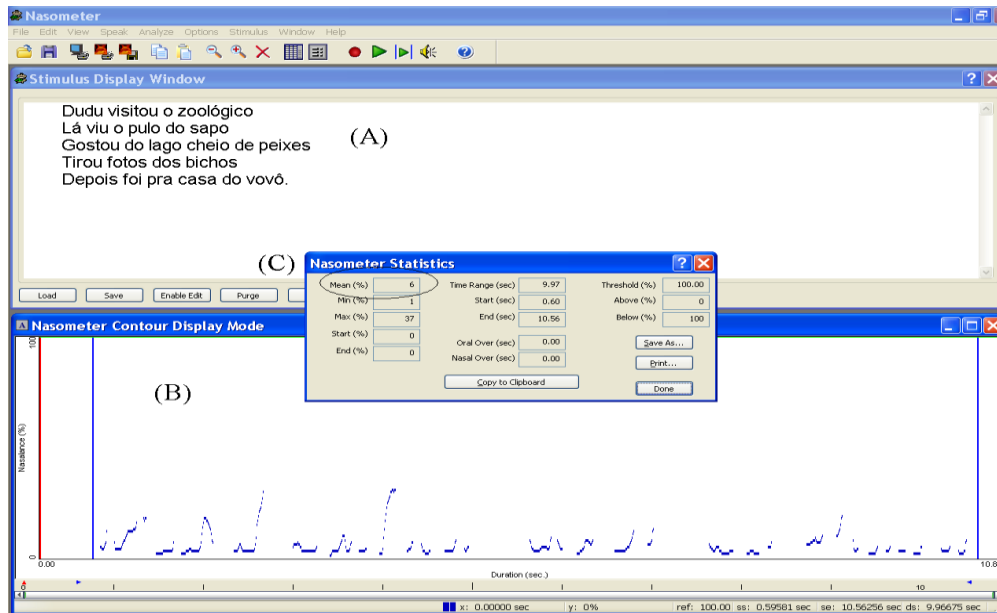 Nasometer
File Edit View Speak Analyze Options Stimulus Window Help
Stimulus Display Window
Dudu visitou o zoológico
Lá viu o pulo do sapo
Gostou do lago cheio de peixes
Tirou fotos dos bichos
Depois foi pra casa do vovô.
(A)
(C)
Load Save Enable Edit Purge
Nasometer Statistics
Mean (%) 6 Time Range (sec) 9.97 Threshold (%) 100.00
Min (%) 1 Start (sec) 0.60 Above (%) 0
Max (%) 37 End (sec) 10.56 Below (%) 100
Start (%) 0 Oral Over (sec) 0.00 Save As...
End (%) 0 Nasal Over (sec) 0.00 Print...
Copy to Clipboard Done
A Nasometer Contour Display Mode
100
(B)
Nasalance (%)
0
0.00 10.8
Duration (sec.)
0 10
x: 0.00000 sec y: 0% ref: 100.00 ss: 0.59581 sec se: 10.56256 sec ds: 9.96675 sec